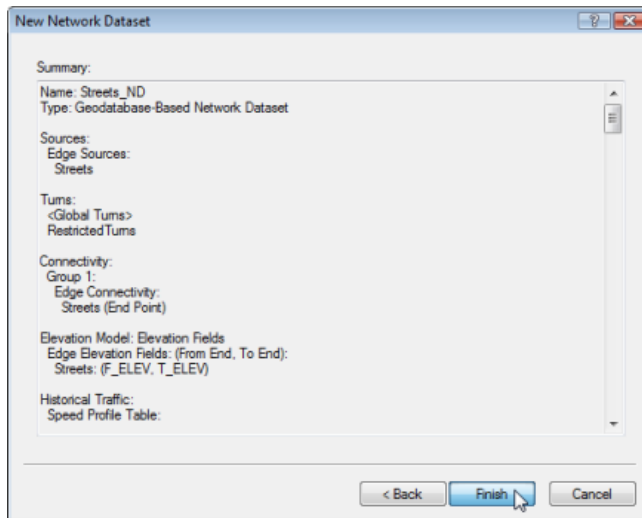 New Network Dataset
Summary:
Name: Streets_ND
Type: Geodatabase-Based Network Dataset
Sources:
Edge Sources:
Streets
Turns:
<Global Turns>
RestrictedTurns
Connectivity:
Group 1:
Edge Connectivity:
Streets (End Point)
Elevation Model: Elevation Fields
Edge Elevation Fields: (From End, To End):
Streets: (F_ELEV, T_ELEV)
Historical Traffic:
Speed Profile Table:
< Back Finish Cancel